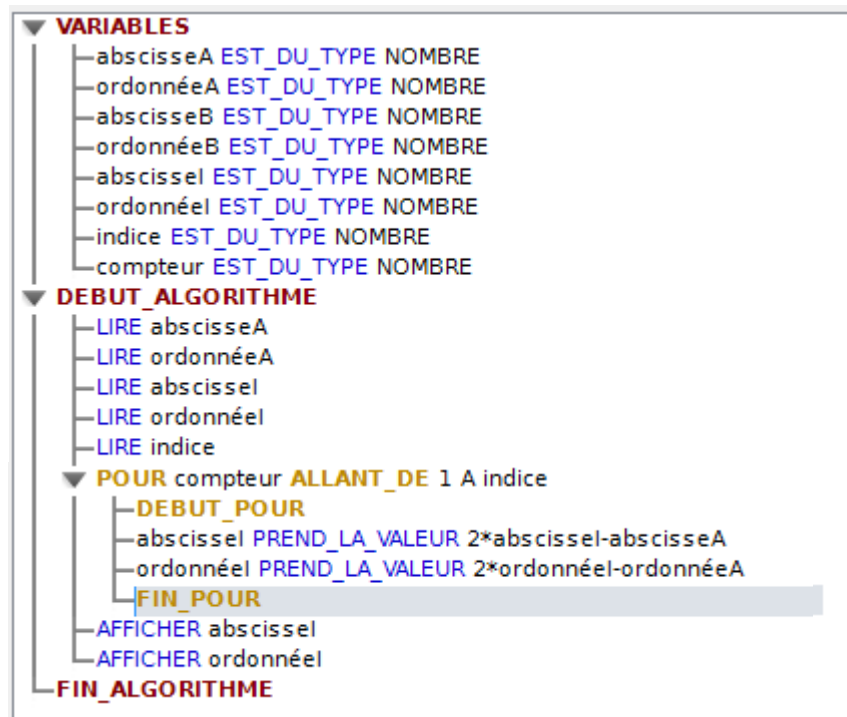 VARIABLES
abscisseA EST_DU_TYPE NOMBRE
ordonnéeA EST_DU_TYPE NOMBRE
abscisseB EST_DU_TYPE NOMBRE
ordonnéeB EST_DU_TYPE NOMBRE
abscisseI EST_DU_TYPE NOMBRE
ordonnéeI EST_DU_TYPE NOMBRE
indice EST_DU_TYPE NOMBRE
compteur EST_DU_TYPE NOMBRE
DEBUT_ALGORITHME
LIRE abscisseA
LIRE ordonnéeA
LIRE abscisseI
LIRE ordonnéeI
LIRE indice
POUR compteur ALLANT_DE 1 A indice
DEBUT_POUR
abscisseI PREND_LA_VALEUR 2*abscisseI-abscisseA
ordonnéeI PREND_LA_VALEUR 2*ordonnéeI-ordonnéeA
FIN_POUR
AFFICHER abscisseI
AFFICHER ordonnéeI
FIN_ALGORITHME